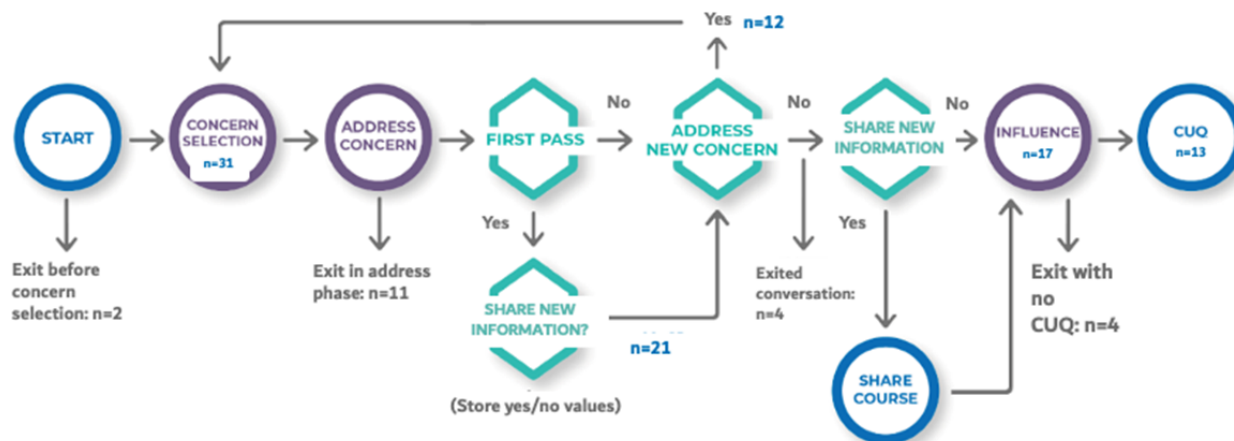 Yes n=12
START
CONCERN
SELECTION
n=31
ADDRESS
CONCERN
FIRST PASS
No
ADDRESS
NEW CONCERN
No
SHARE NEW
INFORMATION
No
INFLUENCE
n=17
CUQ
n=13
Exit before
concern
selection: n=2
Exit in address
phase: n=11
Yes
SHARE NEW
INFORMATION?
(Store yes/no values)
n=21
Exited
conversation:
n=4
Yes
SHARE
COURSE
Exit with
no
CUQ: n=4